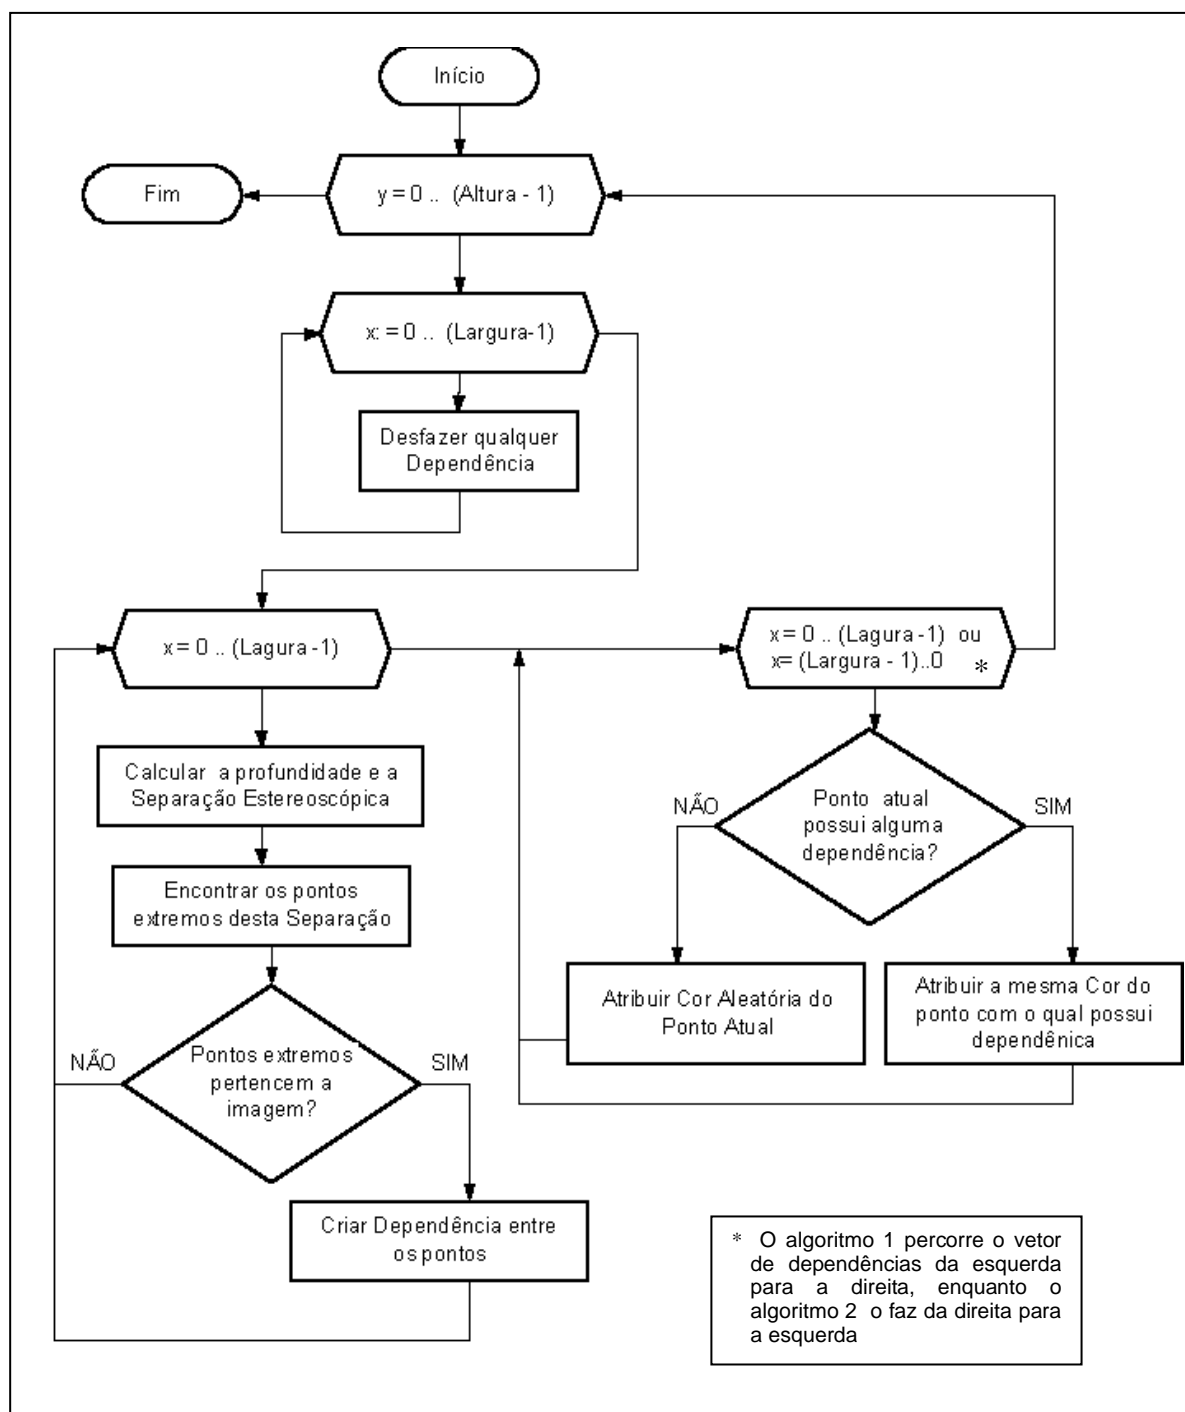 Início
Fim
y = 0 .. (Altura - 1)
x: = 0 .. (Largura-1)
Desfazer qualquer
Dependência
x = 0 .. (Lagura -1)
x = 0 .. (Lagura -1) ou
x= (Largura - 1)..0 *
Calcular a profundidade e a
Separação Estereoscópica
Encontrar os pontos
extremos desta Separação
NÃO
Pontos extremos
pertencem a
imagem?
SIM
Criar Dependência entre
os pontos
NÃO
Ponto atual
possui alguma
dependência?
SIM
Atribuir Cor Aleatória do
Ponto Atual
Atribuir a mesma Cor do
ponto com o qual possui
dependênica
* O algoritmo 1 percorre o vetor
de dependências da esquerda
para a direita, enquanto o
algoritmo 2 o faz da direita para
a esquerda